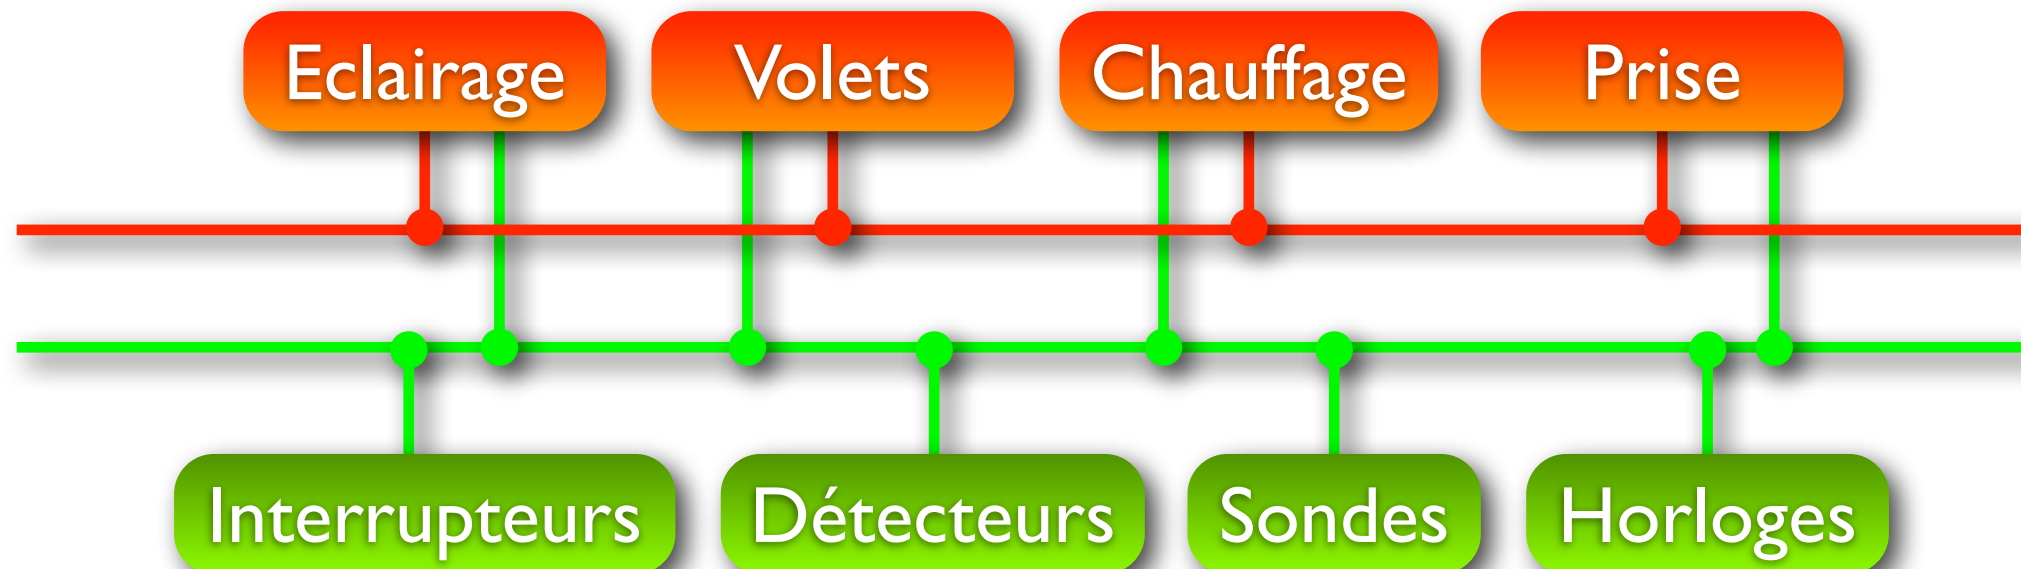 Eclairage
Volets
Chauffage
Prise
Interrupteurs
Détecteurs
Sondes
Horloges